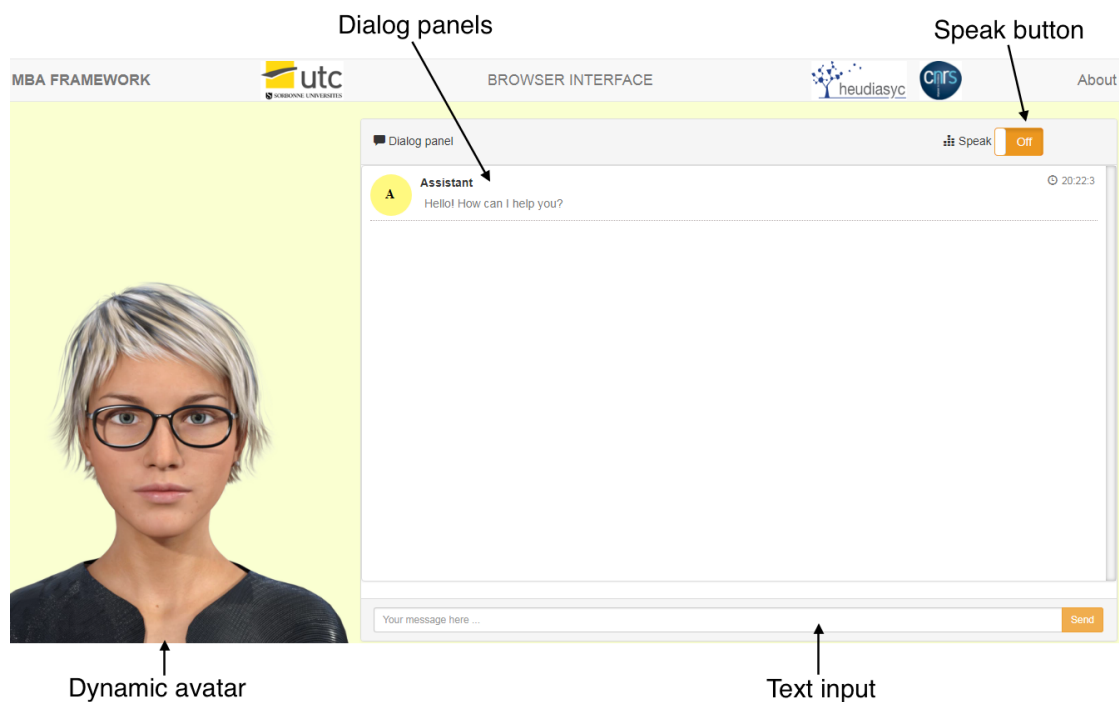 Dialog panels
Speak button
MBA FRAMEWORK
utc
SORBONNE UNIVERSITES
BROWSER INTERFACE
heudiasyc
cnrs
About
Dialog panel
Speak
Off
A
Assistant
20:22:3
Hello! How can I help you?
Your message here ...
Send
Dynamic avatar
Text input